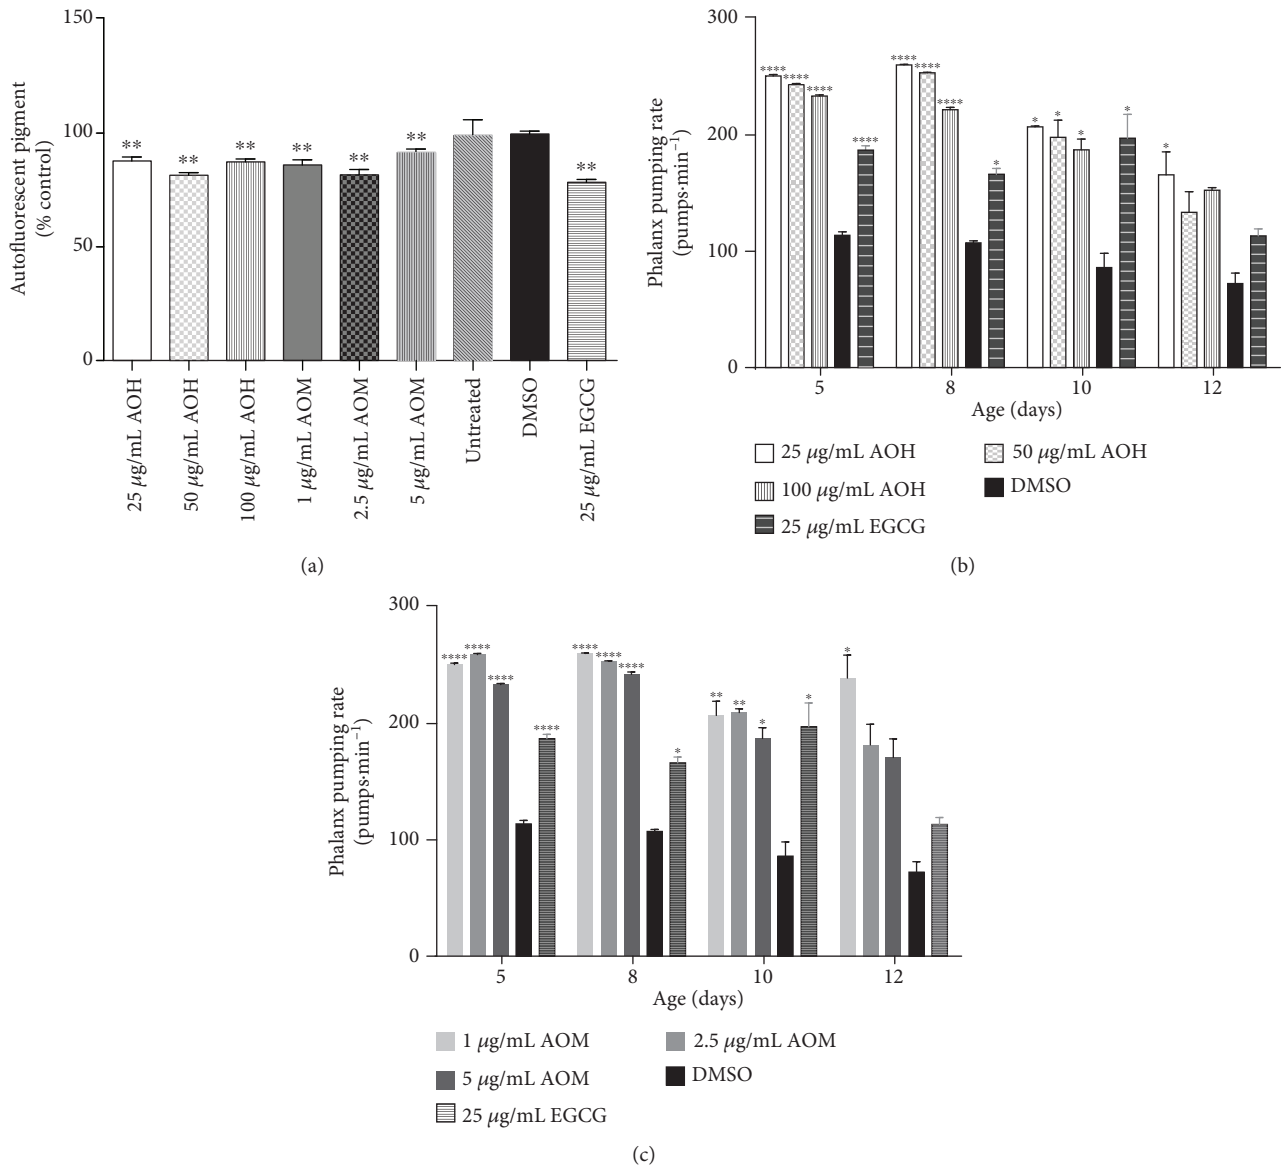 150
100
50
0
Autofluorescent pigment
(% control)
**
**
**
**
**
**
**
25 μg/mL AOH
50 μg/mL AOH
100 μg/mL AOH
1 μg/mL AOM
2.5 μg/mL AOM
5 μg/mL AOM
Untreated
DMSO
25 μg/mL EGCG
(a)
300
200
100
0
Phalanx pumping rate
(pumps·min⁻¹)
****
****
****
****
****
****
****
*
*
*
*
*
*
5
8
10
12
Age (days)
25 μg/mL AOH
50 μg/mL AOH
100 μg/mL AOH
DMSO
25 μg/mL EGCG
(b)
300
200
100
0
Phalanx pumping rate
(pumps·min⁻¹)
****
****
****
****
****
****
****
*
**
**
*
*
*
5
8
10
12
Age (days)
1 μg/mL AOM
2.5 μg/mL AOM
5 μg/mL AOM
DMSO
25 μg/mL EGCG
(c)